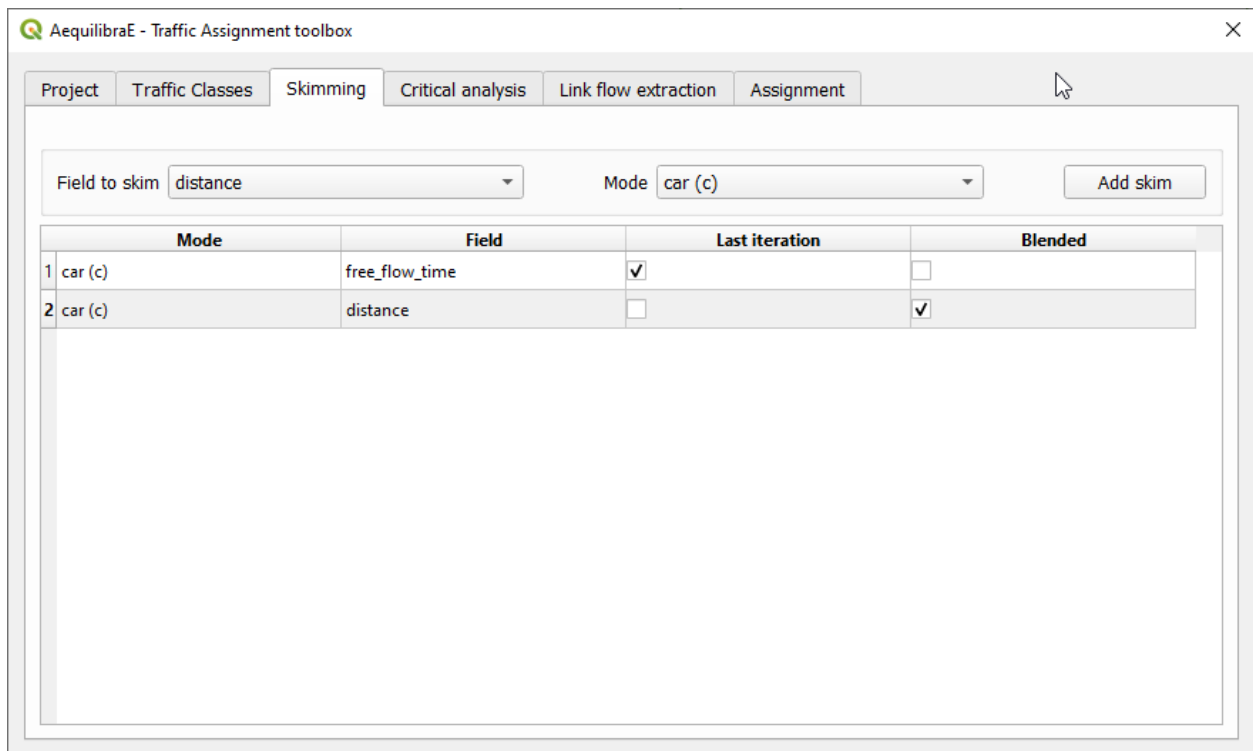 AequilibraE - Traffic Assignment toolbox
Project Traffic Classes Skimming Critical analysis Link flow extraction Assignment
Field to skim distance Mode car (c) Add skim
Mode Field Last iteration Blended
1 car (c) free_flow_time
2 car (c) distance